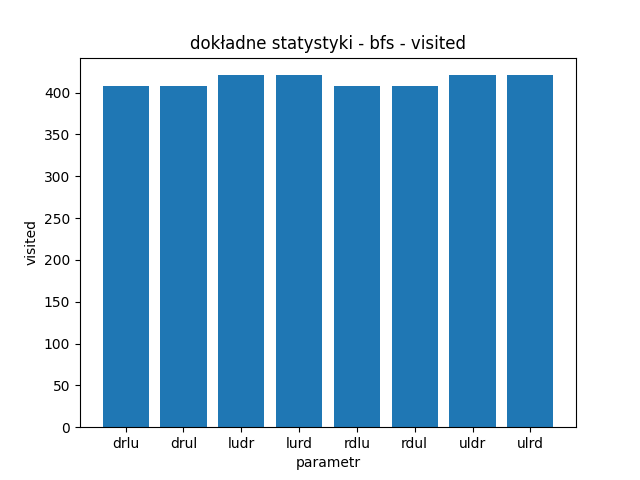 dokładne statystyki - bfs - visited
visited
400
350
300
250
200
150
100
50
0
drlu drul ludr lurd rdlu rdul uldr ulrd
parametr